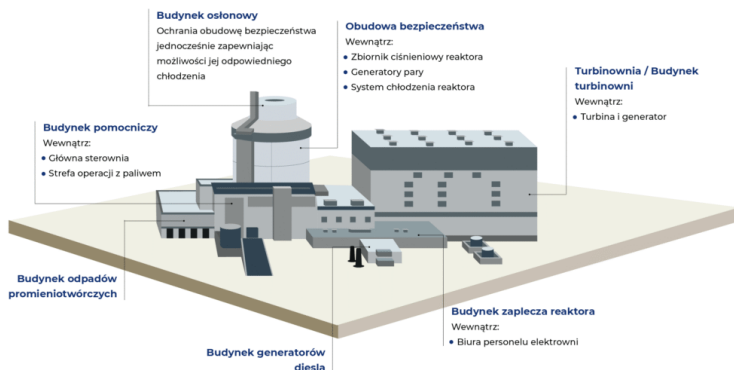 Budynek osłonowy
Ochrania obudowę bezpieczeństwa
jednocześnie zapewniając
możliwości jej odpowiedniego
chłodzenia
Obudowa bezpieczeństwa
Wewnątrz:
• Zbiornik ciśnieniowy reaktora
• Generatory pary
• System chłodzenia reaktora
Turbinownia / Budynek
turbinowni
Wewnątrz:
• Turbina i generator
Budynek pomocniczy
Wewnątrz:
• Główna sterownia
• Strefa operacji z paliwem
Budynek odpadów
promieniotwórczych
Budynek zaplecza reaktora
Wewnątrz:
• Biura personelu elektrowni
Budynek generatorów
diesla